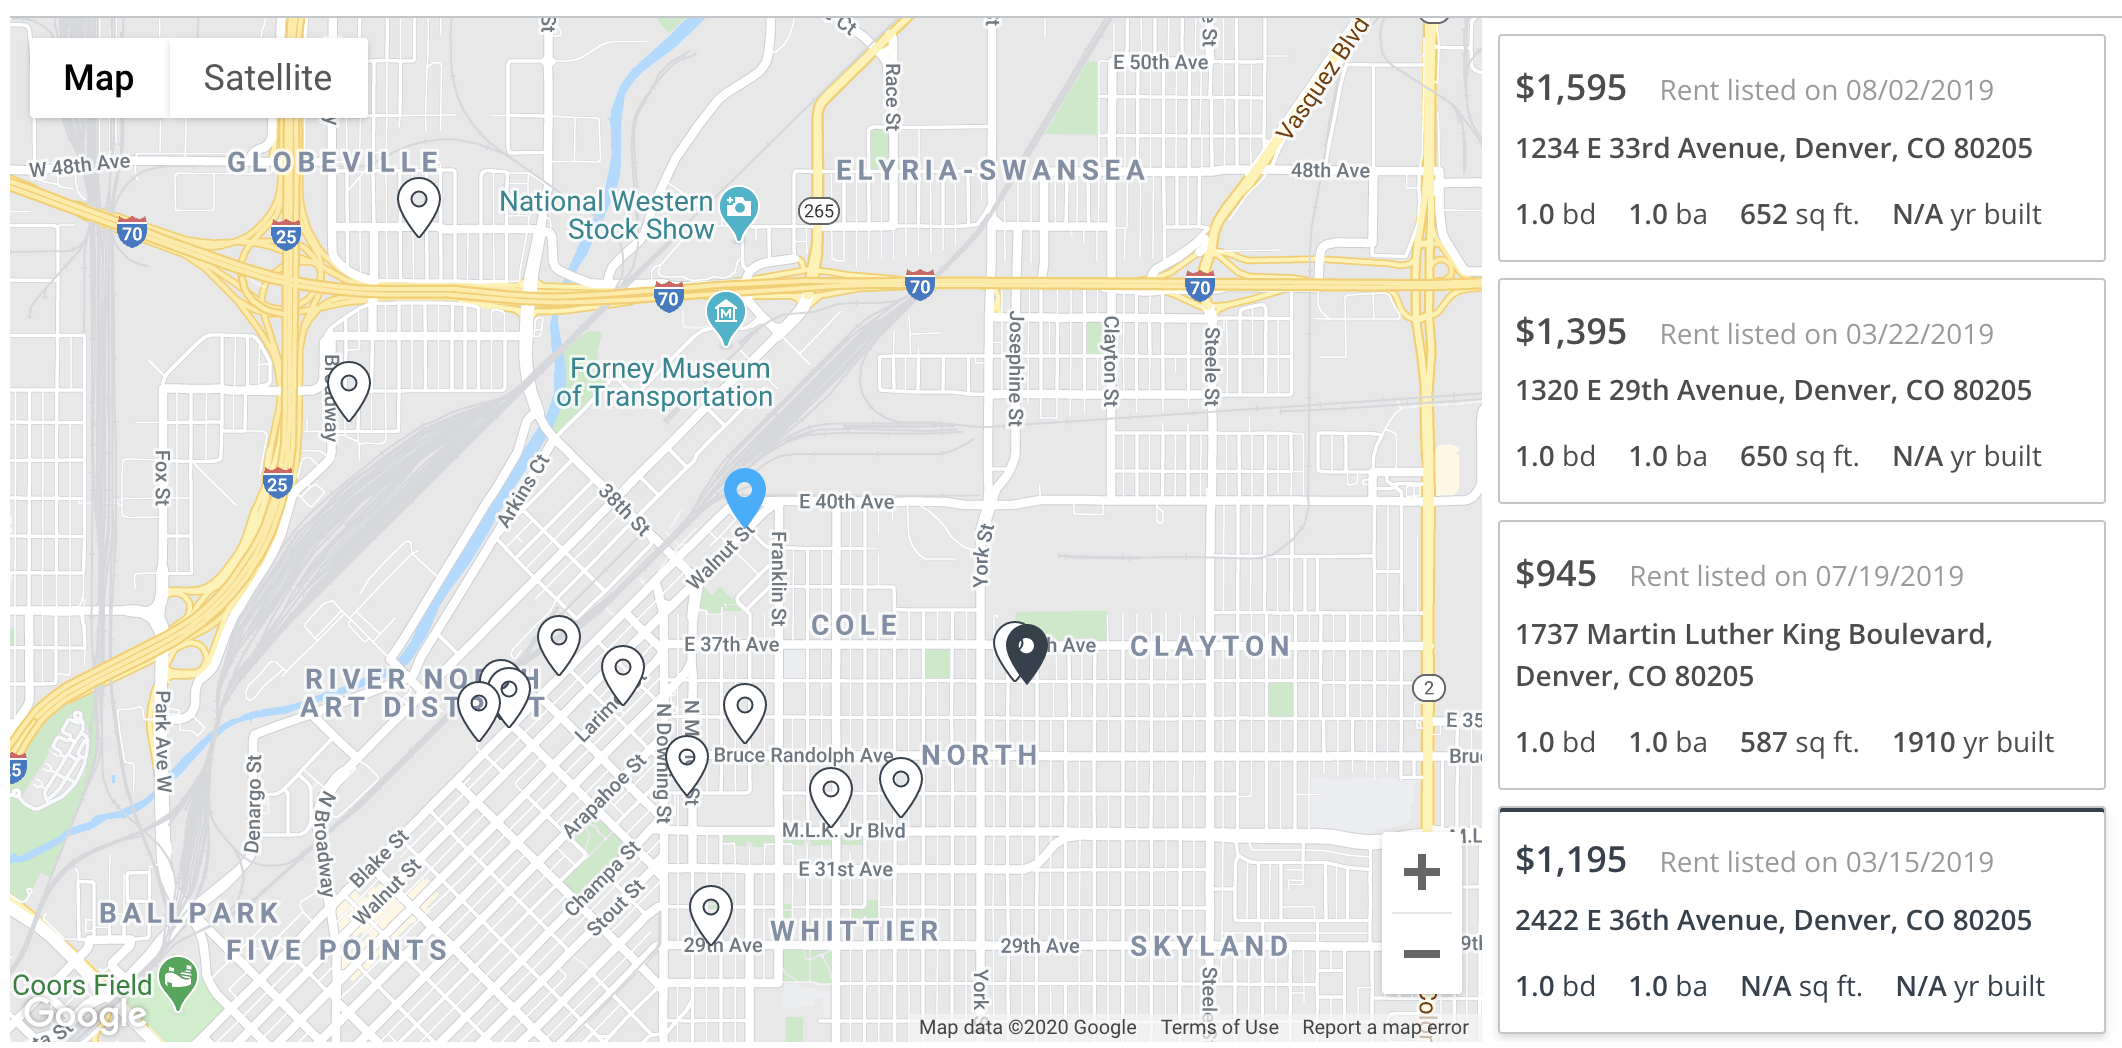 Map
Satellite
Ct
E 50th Ave
Vasquez Blvd
Race St
W 48th Ave
GLOBEVILLE
ELYRIA-SWANSEA
48th Ave
National Western
Stock Show
265
70
25
70
70
70
Forney Museum
of Transportation
Josephine St
Clayton St
Steele St
Broadway
Fox St
25
Arkins Ct
38th St
E 40th Ave
Walnut St
Franklin St
York St
COLE
E 37th Ave
h Ave
CLAYTON
RIVER NO H
ART DIST T
2
Park Ave W
Larim
N Downing St
E 35
Bruce Randolph Ave
NORTH
Bru
Denargo St
N Broadway
Arapahoe St
M.L.K. Jr Blvd
M.L
Blake St
Walnut St
E 31st Ave
Champa St
Stout St
BALLPARK
FIVE POINTS
WHITTIER
29th Ave
29th Ave
SKYLAND
Coors Field
York
Steele
Google
Map data ©2020 Google
Terms of Use
Report a map error
$1,595 Rent listed on 08/02/2019
1234 E 33rd Avenue, Denver, CO 80205
1.0 bd 1.0 ba 652 sq ft. N/A yr built
$1,395 Rent listed on 03/22/2019
1320 E 29th Avenue, Denver, CO 80205
1.0 bd 1.0 ba 650 sq ft. N/A yr built
$945 Rent listed on 07/19/2019
1737 Martin Luther King Boulevard,
Denver, CO 80205
1.0 bd 1.0 ba 587 sq ft. 1910 yr built
$1,195 Rent listed on 03/15/2019
2422 E 36th Avenue, Denver, CO 80205
1.0 bd 1.0 ba N/A sq ft. N/A yr built